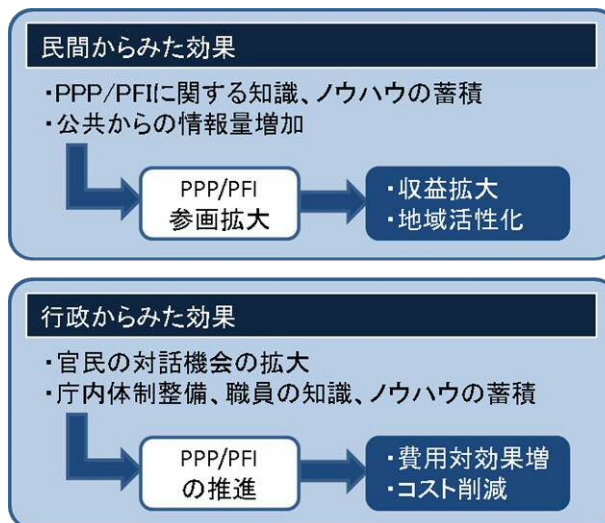 民間からみた効果
・PPP/PFIに関する知識、ノウハウの蓄積
・公共からの情報量増加
PPP/PFI
参画拡大
・収益拡大
・地域活性化
行政からみた効果
・官民の対話機会の拡大
・庁内体制整備、職員の知識、ノウハウの蓄積
PPP/PFI
の推進
・費用対効果増
・コスト削減